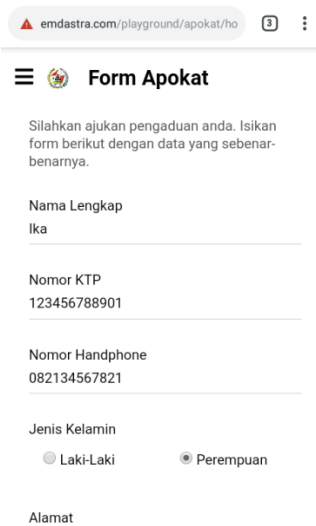 emdastra.com/playground/apokat/ho
3
Form Apokat
Silahkan ajukan pengaduan anda. Isikan
form berikut dengan data yang sebenar-
benarnya.
Nama Lengkap
Ika
Nomor KTP
123456788901
Nomor Handphone
082134567821
Jenis Kelamin
Laki-Laki Perempuan
Alamat